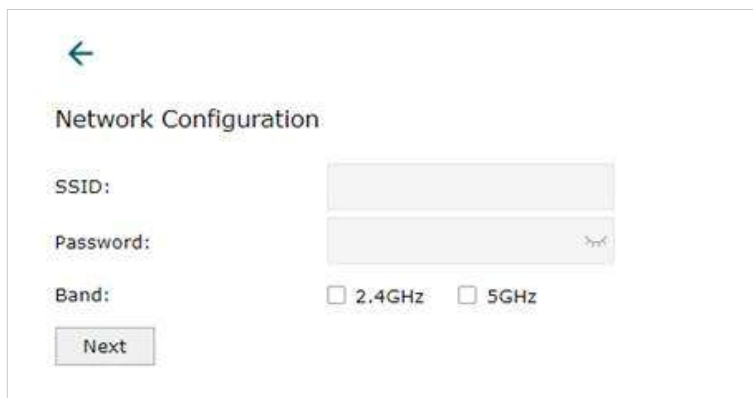 Network Configuration
SSID:
Password:
Band: 2.4GHz 5GHz
Next